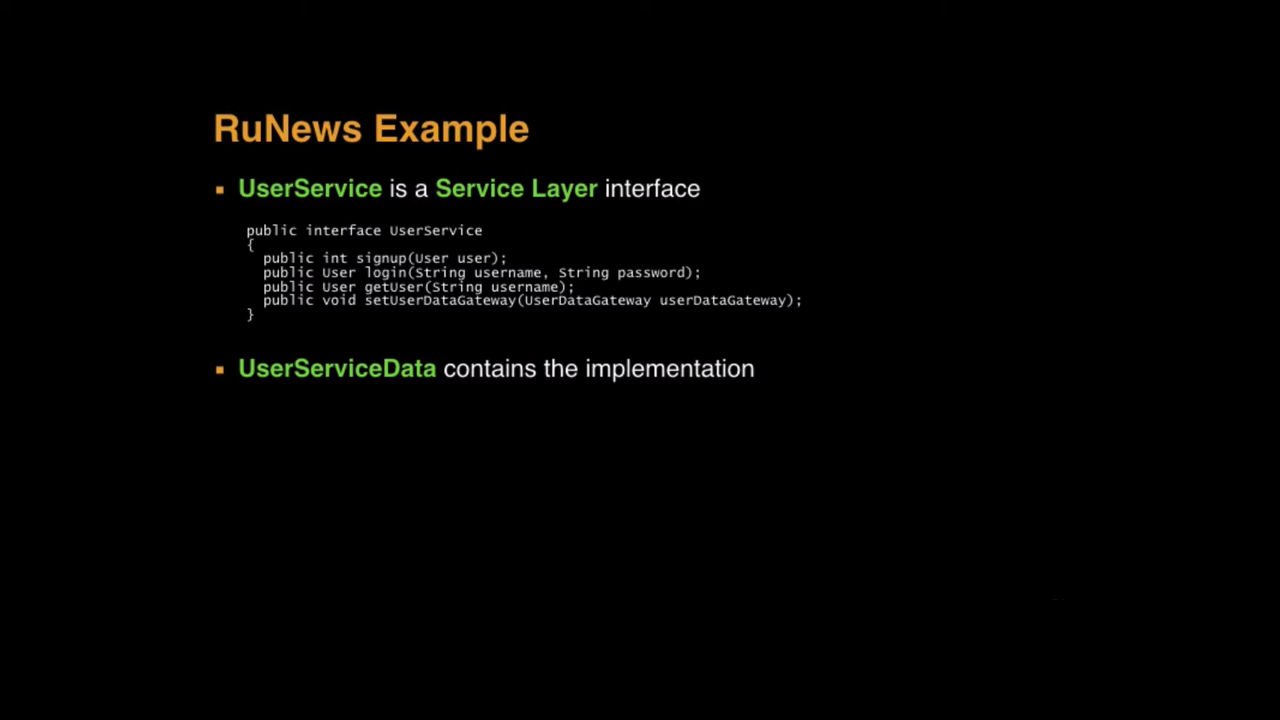 RuNews Example
▪ UserService is a Service Layer interface
public interface UserService
{
  public int signup(User user);
  public User login(String username, String password);
  public User getUser(String username);
  public void setUserDataGateway(UserDataGateway userDataGateway);
}
▪ UserServiceData contains the implementation